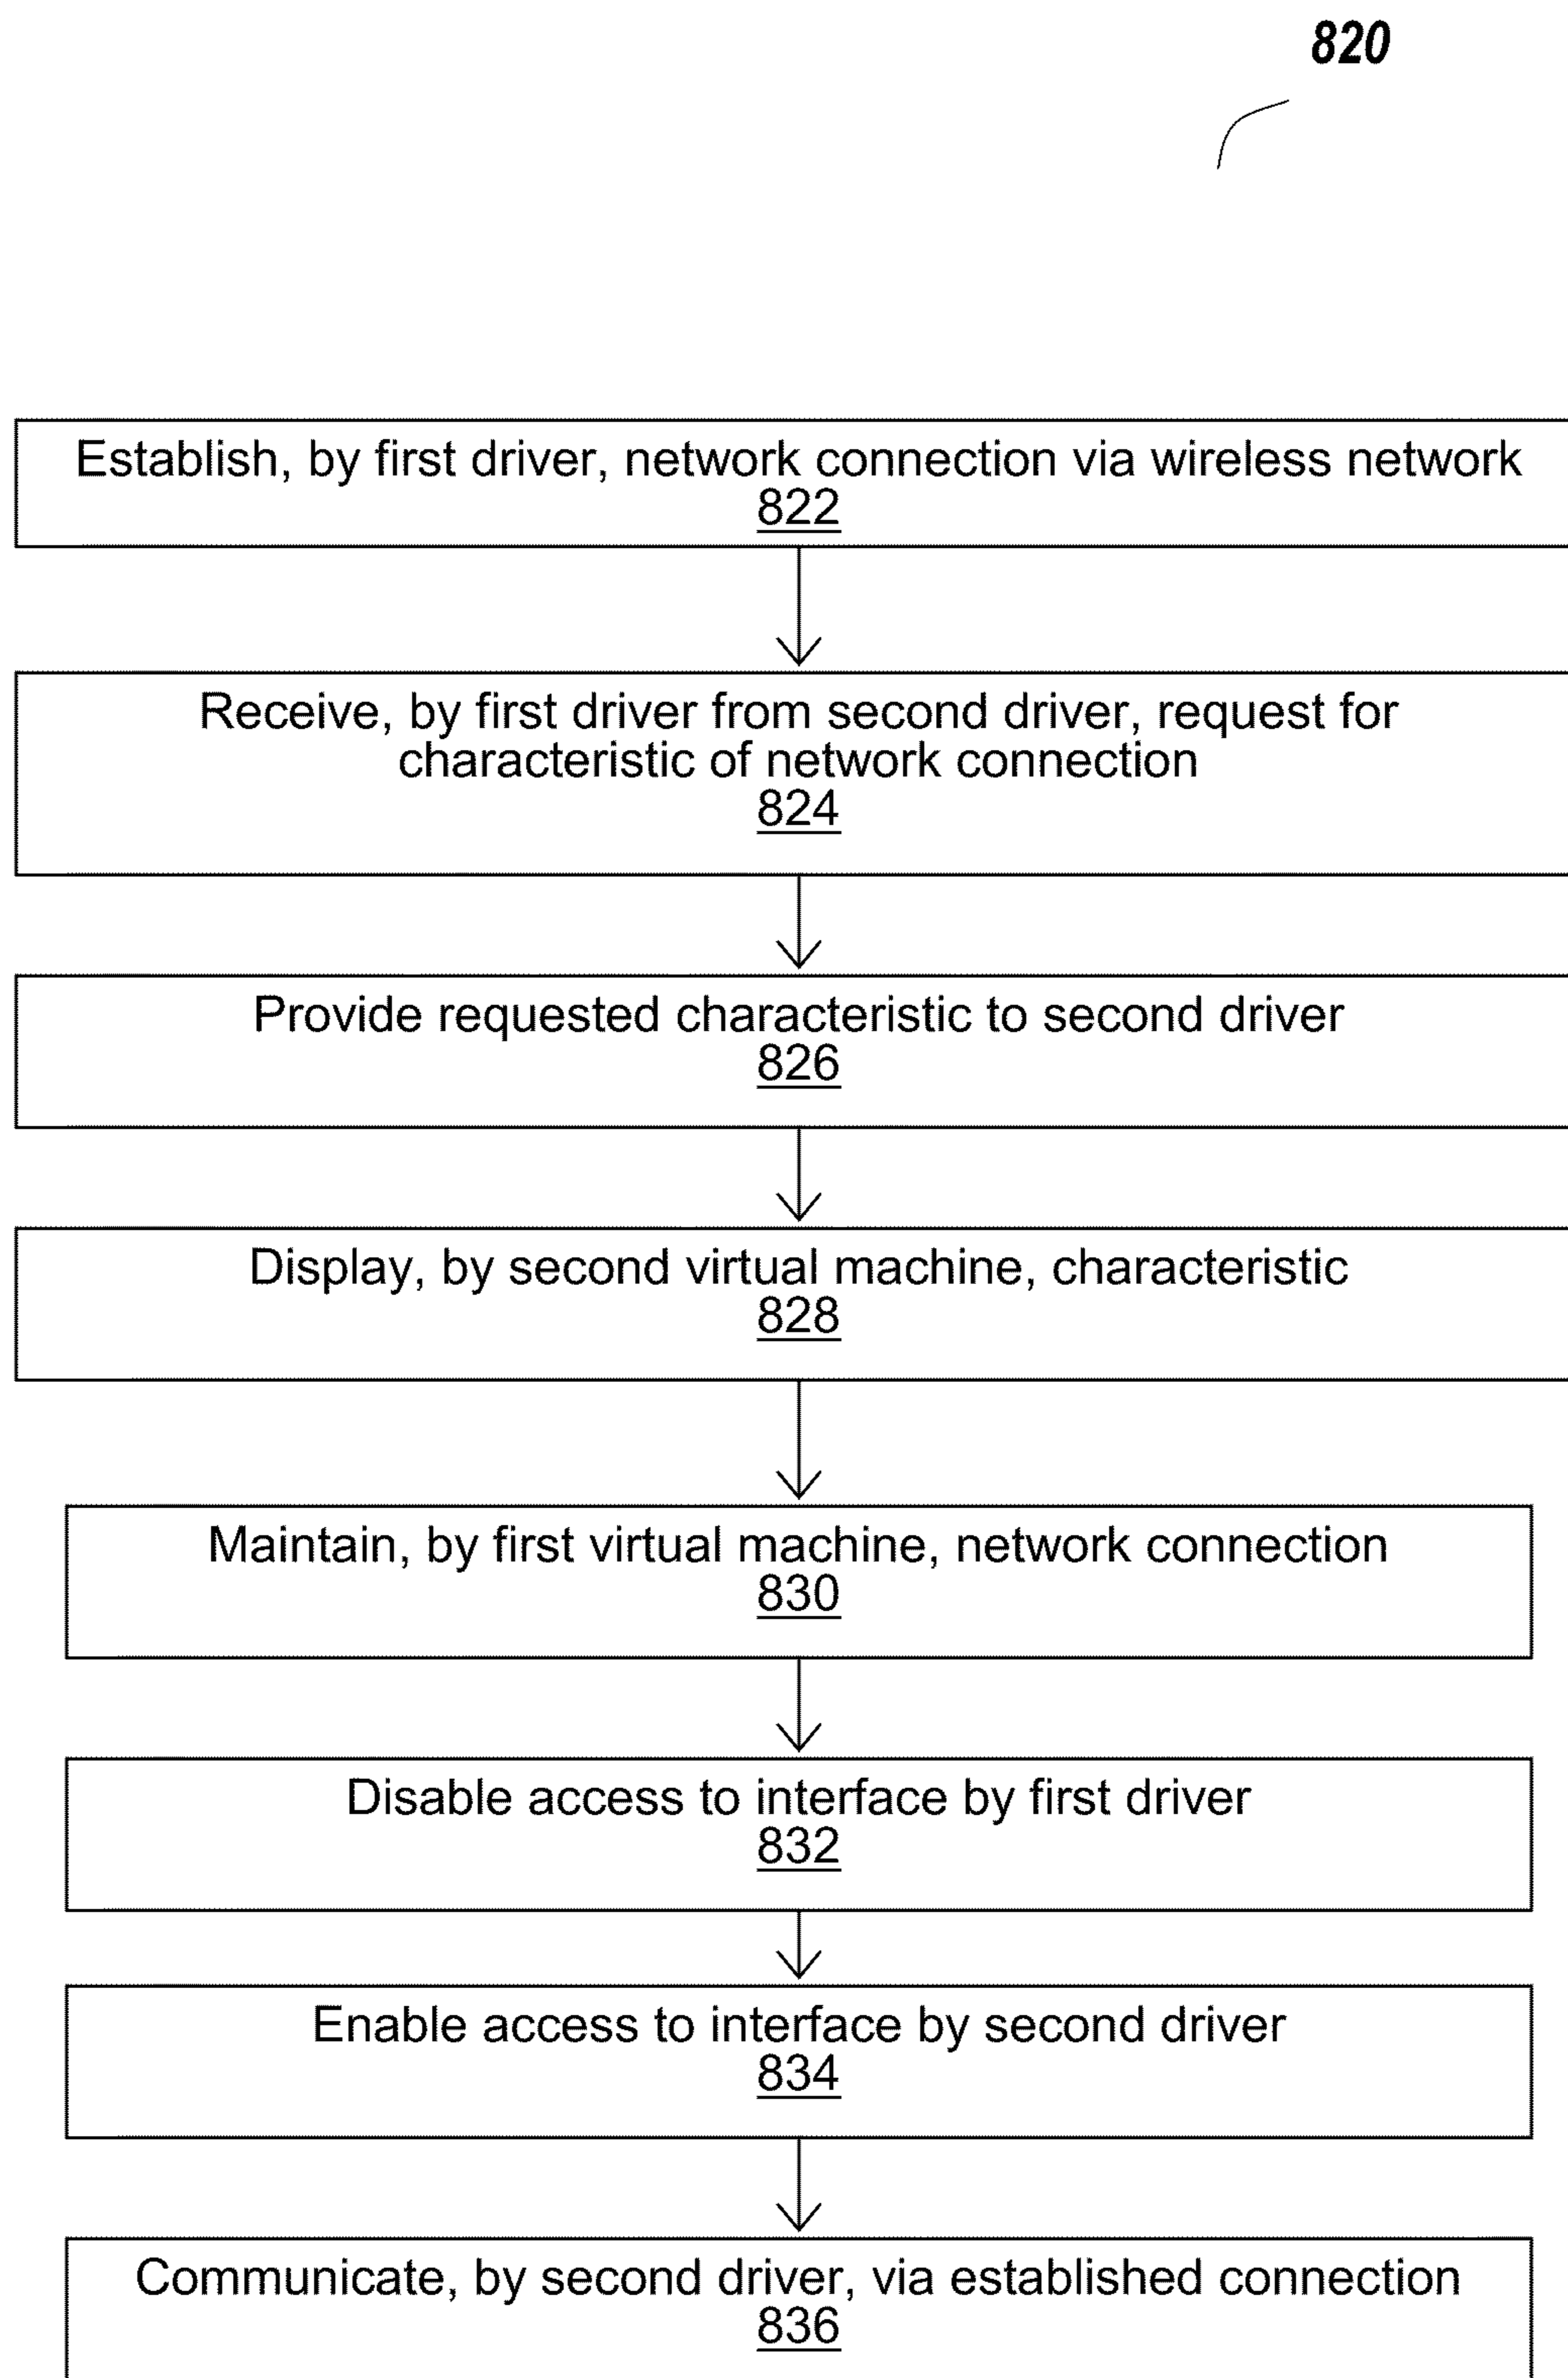 820
Establish, by first driver, network connection via wireless network
822
Receive, by first driver from second driver, request for
characteristic of network connection
824
Provide requested characteristic to second driver
826
Display, by second virtual machine, characteristic
828
Maintain, by first virtual machine, network connection
830
Disable access to interface by first driver
832
Enable access to interface by second driver
834
Communicate, by second driver, via established connection
836